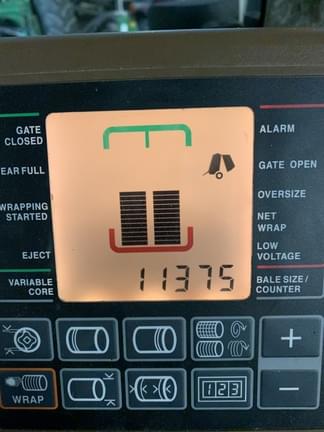 GATE
CLOSED
EAR FULL
WRAPPING
STARTED
EJECT
VARIABLE
CORE
11375
ALARM
GATE OPEN
OVERSIZE
NET
WRAP
LOW
VOLTAGE
BALE SIZE/
COUNTER
+
WRAP
123
−